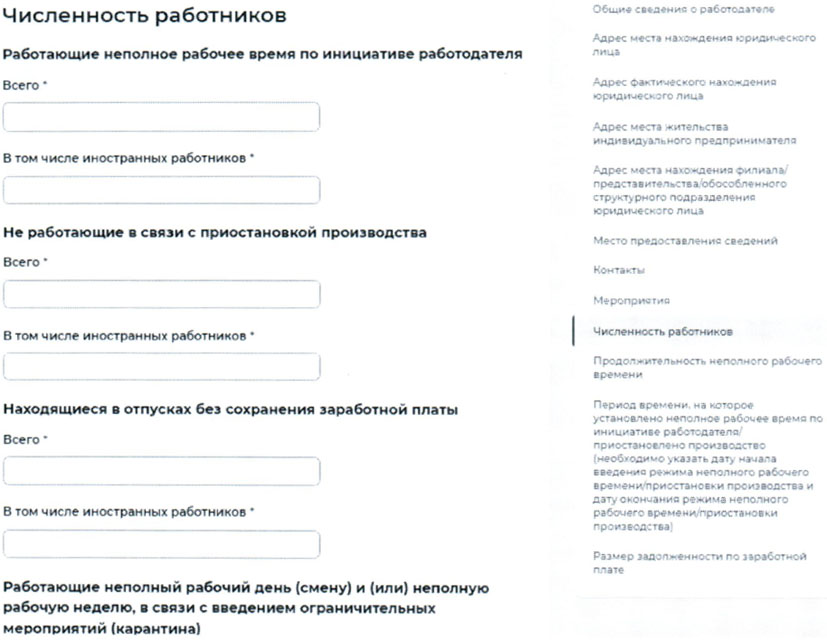 Численность работников
Работающие неполное рабочее время по инициативе работодателя
Всего *
В том числе иностранных работников *
Не работающие в связи с приостановкой производства
Всего *
В том числе иностранных работников *
Находящиеся в отпусках без сохранения заработной платы
Всего *
В том числе иностранных работников *
Работающие неполный рабочий день (смену) и (или) неполную
рабочую неделю, в связи с введением ограничительных
мероприятий (карантина)
Общие сведения о работодателе
Адрес места нахождения юридического
лица
Адрес фактического нахождения
юридического лица
Адрес места жительства
индивидуального предпринимателя
Адрес места нахождения филиала/
представительства/обособленного
структурного подразделения
юридического лица
Место предоставления сведений
Контакты
Мероприятия
Численность работников
Продолжительность неполного рабочего
времени
Период времени, на которое
установлено неполное рабочее время по
инициативе работодателя/
приостановлено производство
(необходимо указать дату начала
введения режима неполного рабочего
времени/приостановки производства и
дату окончания режима неполного
рабочего времени/приостановки
производства)
Размер задолженности по заработной
плате